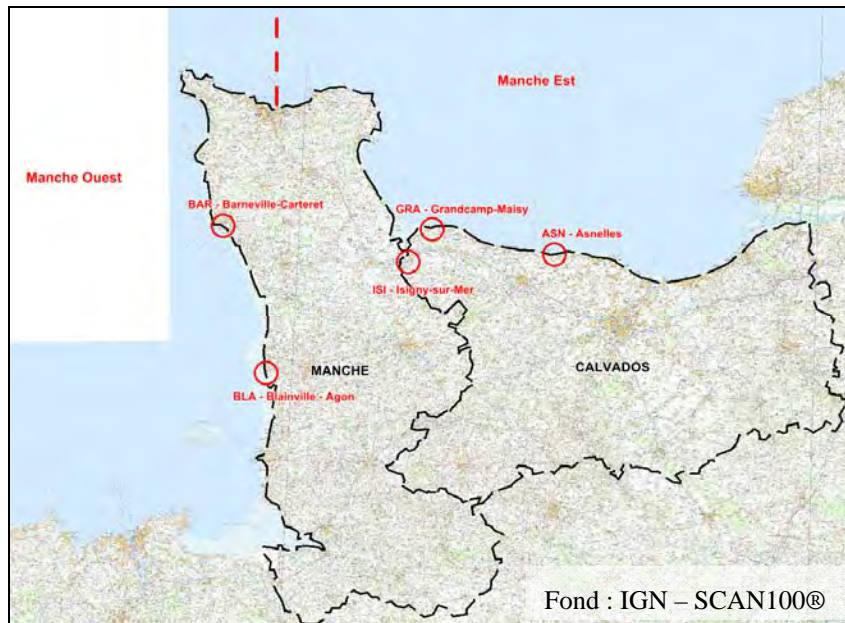 Manche Est
Manche Ouest
BAR - Barneville-Carteret
GRA - Grandcamp-Maisy
ASN - Asnelles
ISI - Isigny-sur-Mer
MANCHE
CALVADOS
BLA - Blainville - Agon
Fond : IGN – SCAN100®